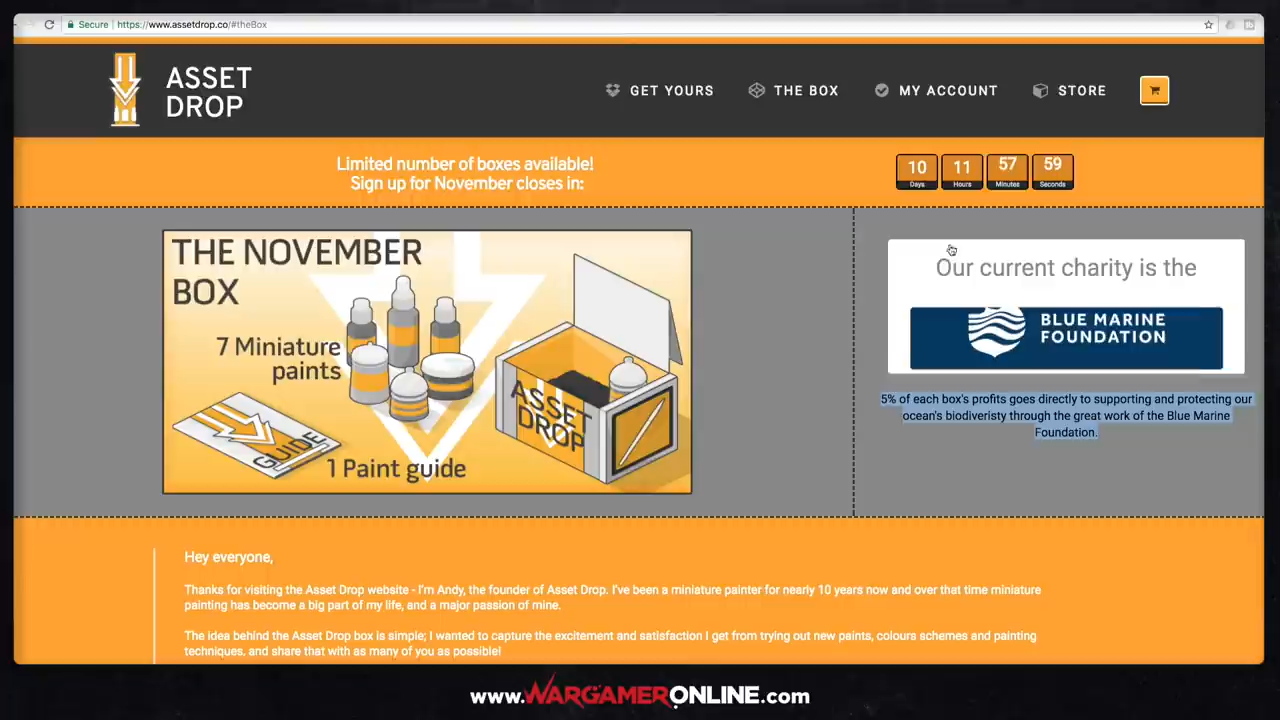 Secure | https://www.assetdrop.co/#theBox
ASSET
DROP
GET YOURS
THE BOX
MY ACCOUNT
STORE
Limited number of boxes available!
Sign up for November closes in:
10 11 57 59
Days Hours Minutes Seconds
THE NOVEMBER
BOX
7 Miniature
paints
GUIDE
1 Paint guide
ASSET
DROP
Our current charity is the
BLUE MARINE
FOUNDATION
5% of each box's profits goes directly to supporting and protecting our
ocean's biodiveristy through the great work of the Blue Marine
Foundation.
Hey everyone,
Thanks for visiting the Asset Drop website - I'm Andy, the founder of Asset Drop. I've been a miniature painter for nearly 10 years now and over that time miniature
painting has become a big part of my life, and a major passion of mine.
The idea behind the Asset Drop box is simple; I wanted to capture the excitement and satisfaction I get from trying out new paints, colours schemes and painting
techniques, and share that with as many of you as possible!
www.WARGAMERONLINE.com